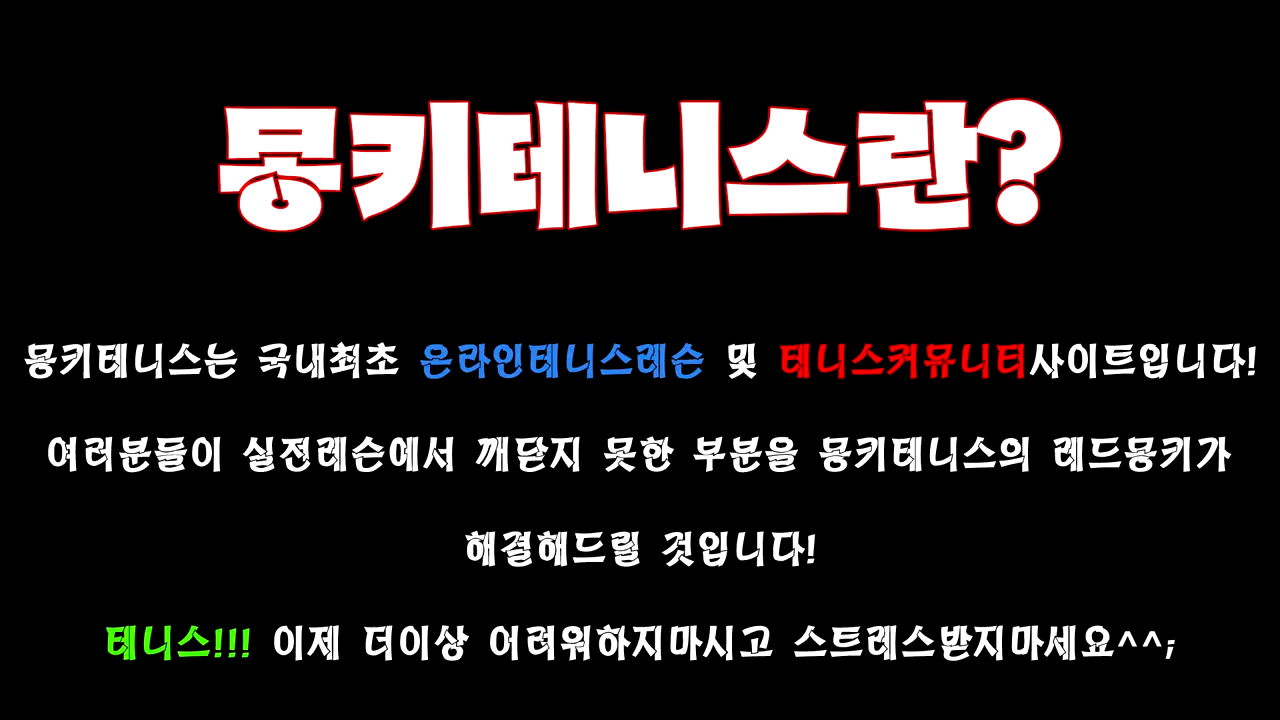 몽키테니스란?
몽키테니스는 국내최초 온라인테니스레슨 및 테니스커뮤니티사이트입니다!
여러분들이 실전레슨에서 깨닫지 못한 부분을 몽키테니스의 레드몽키가
해결해드릴 것입니다!
테니스!!! 이제 더이상 어려워하지마시고 스트레스받지마세요^^;